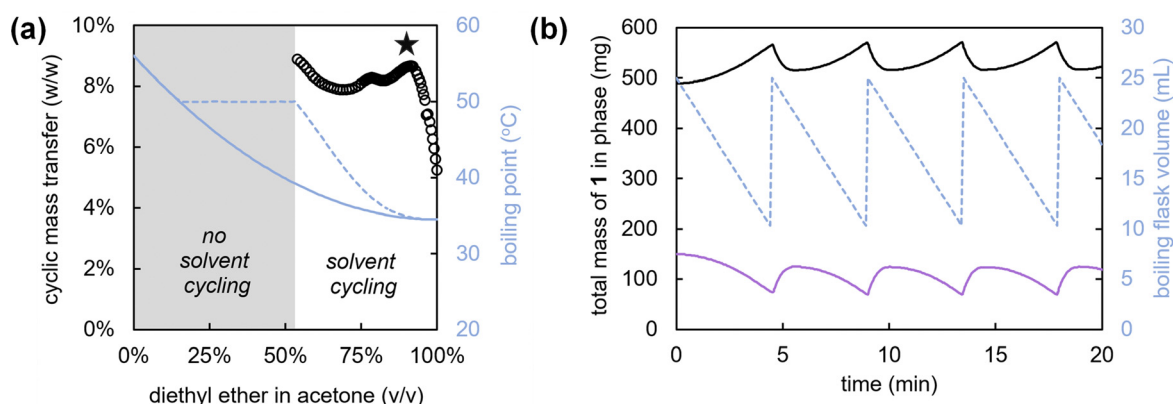 (a)
10%
8%
6%
4%
2%
0%
cyclic mass transfer (w/w)
60
50
40
30
20
boiling point (ºC)
no
solvent
cycling
solvent
cycling
0%
25%
50%
75%
100%
diethyl ether in acetone (v/v)
(b)
600
500
400
300
200
100
0
total mass of 1 in phase (mg)
30
25
20
15
10
5
0
boiling flask volume (mL)
0
5
10
15
20
time (min)